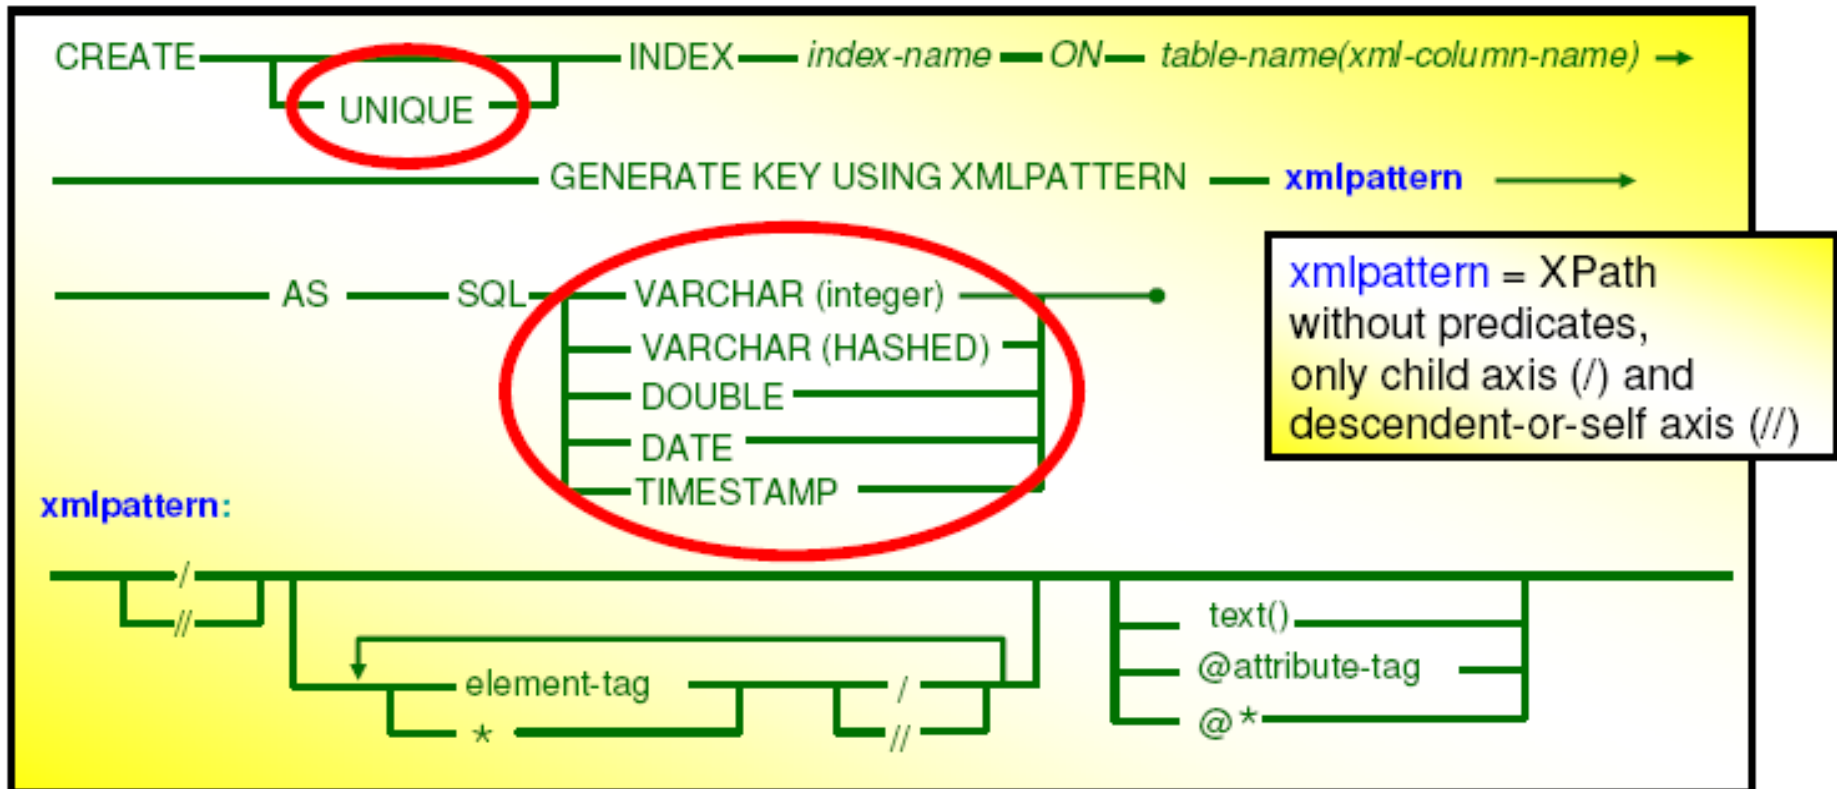 CREATE INDEX index-name ON table-name(xml-column-name)
UNIQUE
GENERATE KEY USING XMLPATTERN xmlpattern
AS SQL VARCHAR (integer)
VARCHAR (HASHED)
DOUBLE
DATE
TIMESTAMP
xmlpattern = XPath
without predicates,
only child axis (/) and
descendent-or-self axis (//)
xmlpattern:
/
//
element-tag /
* //
text()
@attribute-tag
@*